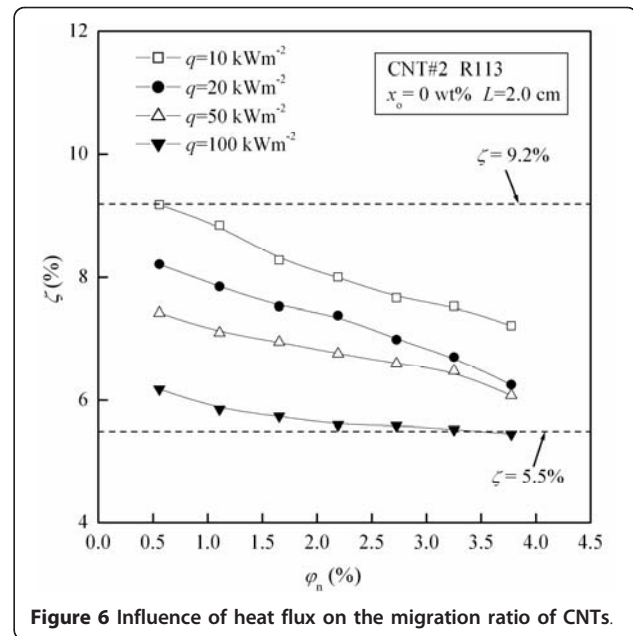 12
10
8
6
4
ζ (%)
q=10 kWm-2
q=20 kWm-2
q=50 kWm-2
q=100 kWm-2
CNT#2 R113
xo= 0 wt% L=2.0 cm
ζ = 9.2%
ζ = 5.5%
0.0 0.5 1.0 1.5 2.0 2.5 3.0 3.5 4.0 4.5
φn (%)
Figure 6 Influence of heat flux on the migration ratio of CNTs.